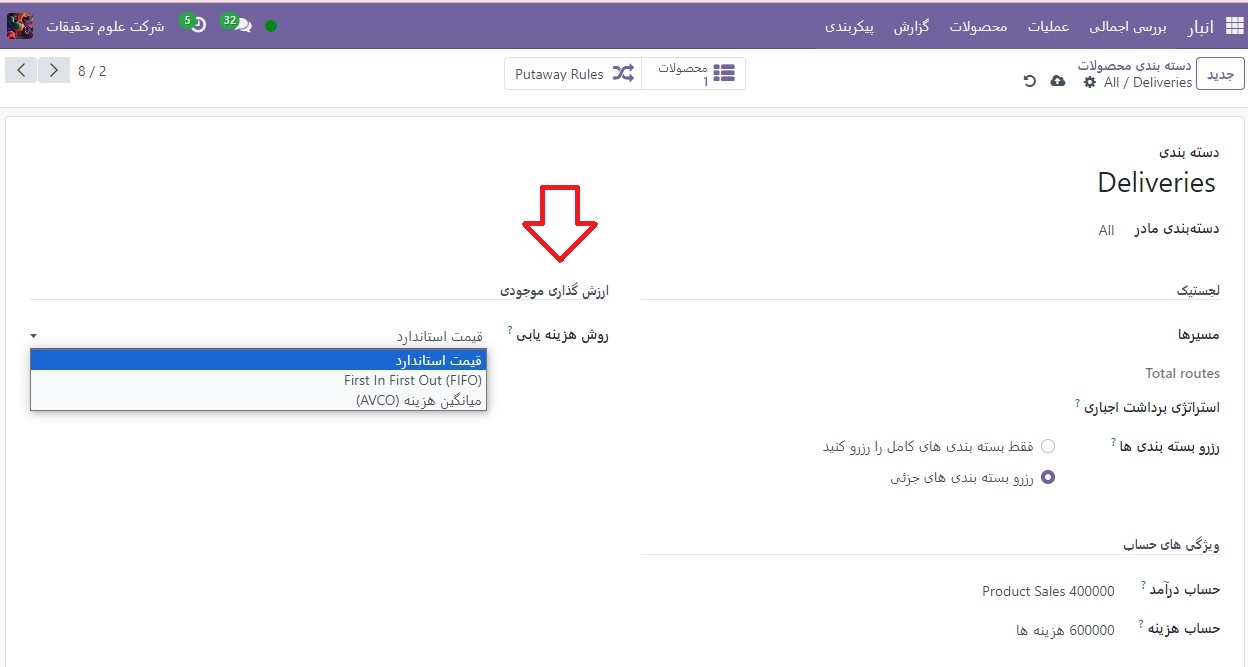 انبار
بررسی اجمالی
عملیات
محصولات
گزارش
پیکربندی
32
5
شرکت علوم تحقیقات
جدید
دسته بندی محصولات
All / Deliveries
محصولات
1
Putaway Rules
8 / 2
دسته بندی
Deliveries
دسته‌بندی مادر
All
لجستیک
مسیرها
Total routes
استراتژی برداشت اجباری ?
رزرو بسته بندی ها ?
فقط بسته بندی های کامل را رزرو کنید
رزرو بسته بندی های جزئی
ارزش گذاری موجودی
روش هزینه یابی ?
قیمت استاندارد
قیمت استاندارد
First In First Out (FIFO)
میانگین هزینه (AVCO)
ویژگی های حساب
حساب درآمد ?
400000 Product Sales
حساب هزینه ?
600000 هزینه ها